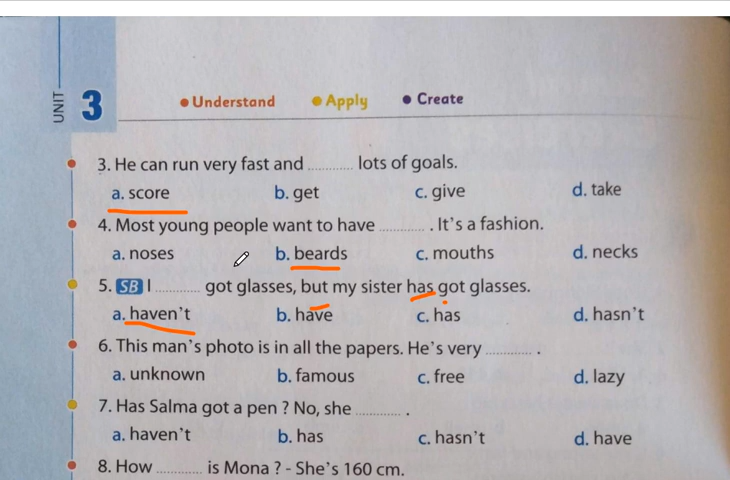 UNIT
3
Understand Apply Create
3. He can run very fast and ............ lots of goals.
a. score b. get c. give d. take
4. Most young people want to have ............ . It's a fashion.
a. noses b. beards c. mouths d. necks
5. SB I ............ got glasses, but my sister has got glasses.
a. haven't b. have c. has d. hasn't
6. This man's photo is in all the papers. He's very ............ .
a. unknown b. famous c. free d. lazy
7. Has Salma got a pen ? No, she ............ .
a. haven't b. has c. hasn't d. have
8. How ............ is Mona ? - She's 160 cm.